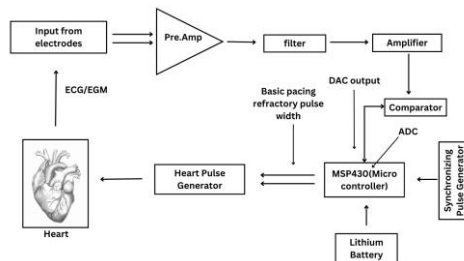 Input from
electrodes
Pre.Amp
filter
Amplifier
ECG/EGM
DAC output
Basic pacing
refractory pulse
width
Comparator
ADC
Heart Pulse
Generator
MSP430(Micro
controller)
Synchronizing
Pulse Generator
Heart
Lithium
Battery